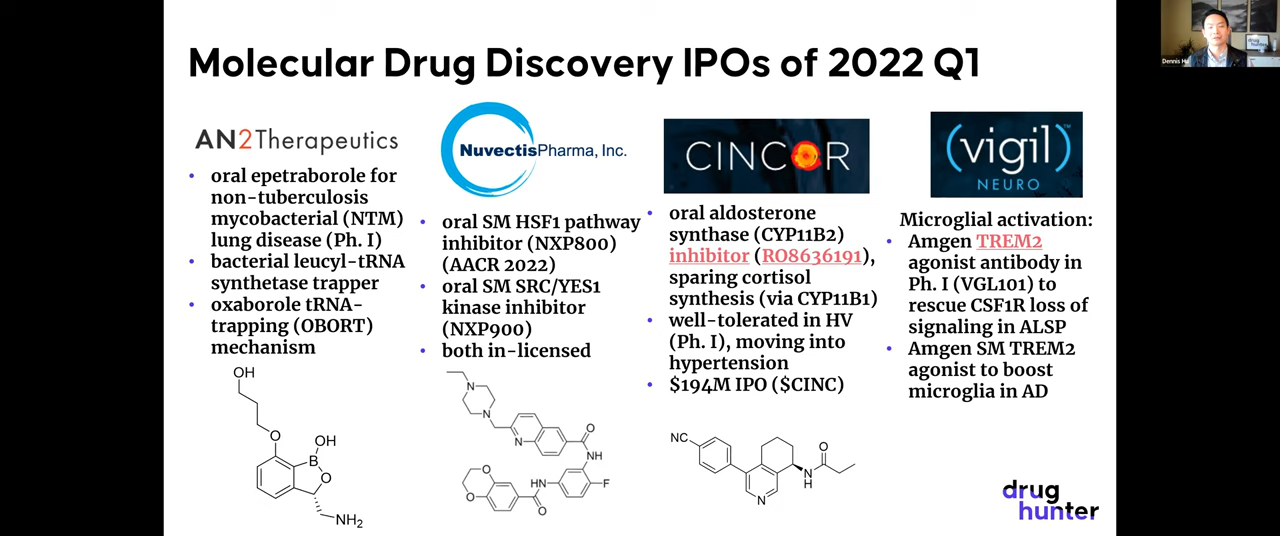 Molecular Drug Discovery IPOs of 2022 Q1
AN2Therapeutics
• oral epetraborole for
non-tuberculosis
mycobacterial (NTM)
lung disease (Ph. I)
• bacterial leucyl-tRNA
synthetase trapper
• oxaborole tRNA-
trapping (OBORT)
mechanism
OH
O
OH
B
O
NH2
NuvectisPharma, Inc.
• oral SM HSF1 pathway
inhibitor (NXP800)
(AACR 2022)
• oral SM SRC/YES1
kinase inhibitor
(NXP900)
• both in-licensed
N
N
N
O
NH
O
O
HN
F
O
CINCOR
• oral aldosterone
synthase (CYP11B2)
inhibitor (RO8636191),
sparing cortisol
synthesis (via CYP11B1)
• well-tolerated in HV
(Ph. I), moving into
hypertension
• $194M IPO ($CINC)
NC
O
N
H
N
(vigil)™
NEURO
Microglial activation:
• Amgen TREM2
agonist antibody in
Ph. I (VGL101) to
rescue CSF1R loss of
signaling in ALSP
• Amgen SM TREM2
agonist to boost
microglia in AD
drug
hunter
drug
Dennis